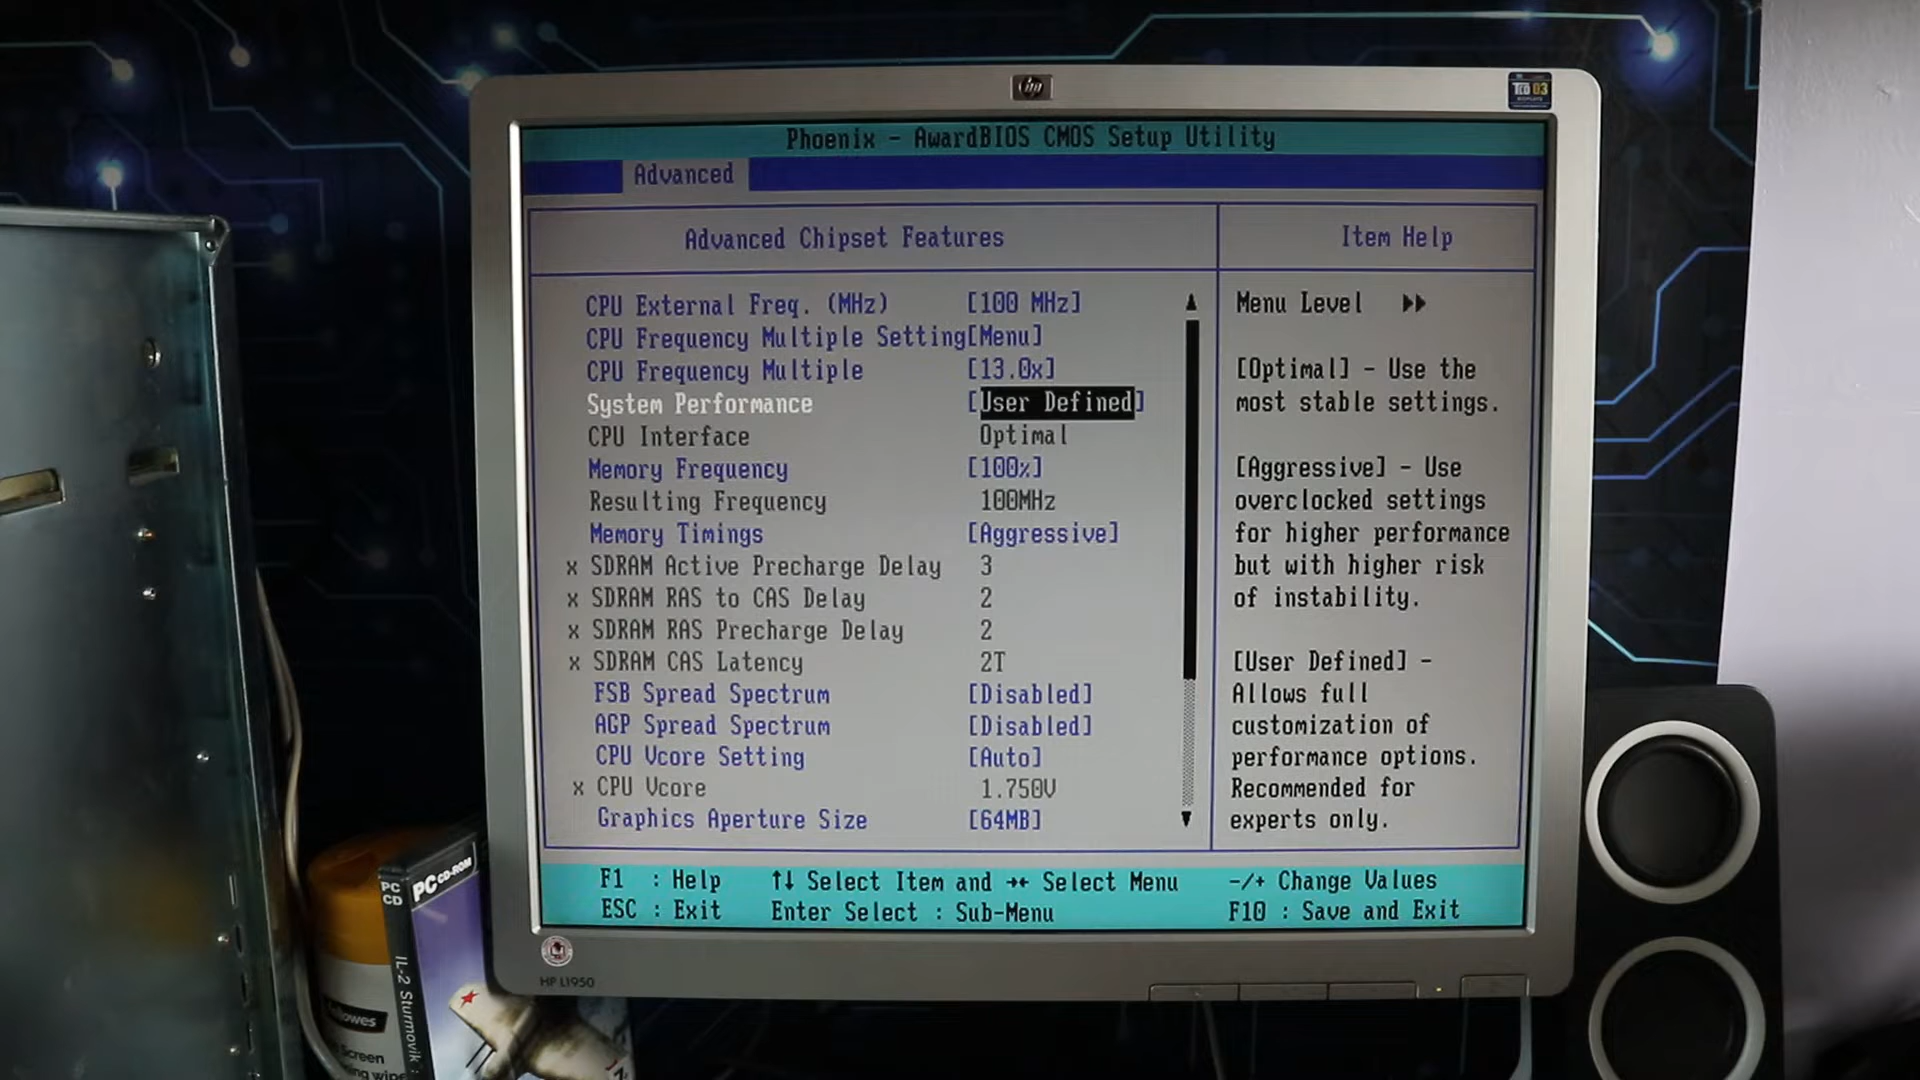 hp
TCO 03
Phoenix - AwardBIOS CMOS Setup Utility
Advanced
Advanced Chipset Features
Item Help
CPU External Freq. (MHz) [100 MHz]
CPU Frequency Multiple Setting[Menu]
CPU Frequency Multiple [13.0x]
System Performance [User Defined]
CPU Interface Optimal
Memory Frequency [100%]
Resulting Frequency 100MHz
Memory Timings [Aggressive]
x SDRAM Active Precharge Delay 3
x SDRAM RAS to CAS Delay 2
x SDRAM RAS Precharge Delay 2
x SDRAM CAS Latency 2T
FSB Spread Spectrum [Disabled]
AGP Spread Spectrum [Disabled]
CPU Vcore Setting [Auto]
x CPU Vcore 1.750V
Graphics Aperture Size [64MB]
Menu Level ▸▸
[Optimal] - Use the
most stable settings.
[Aggressive] - Use
overclocked settings
for higher performance
but with higher risk
of instability.
[User Defined] -
Allows full
customization of
performance options.
Recommended for
experts only.
F1 : Help ↑↓ Select Item and →← Select Menu -/+ Change Values
ESC : Exit Enter Select : Sub-Menu F10 : Save and Exit
HP L1950
PC CD
PC CD-ROM
IL-2 Sturmovik
Screen